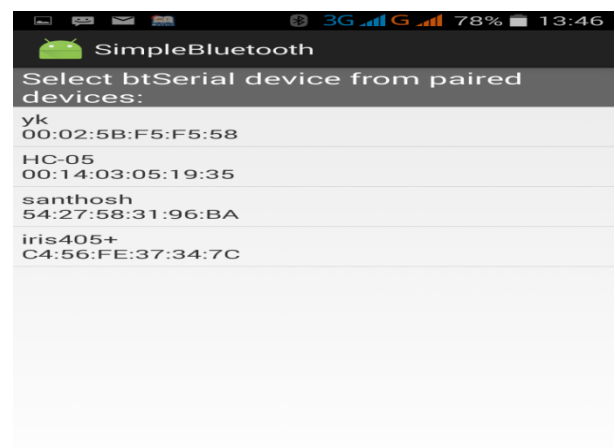 3G G 78% 13:46
SimpleBluetooth
Select btSerial device from paired
devices:
yk
00:02:5B:F5:F5:58
HC-05
00:14:03:05:19:35
santhosh
54:27:58:31:96:BA
iris405+
C4:56:FE:37:34:7C